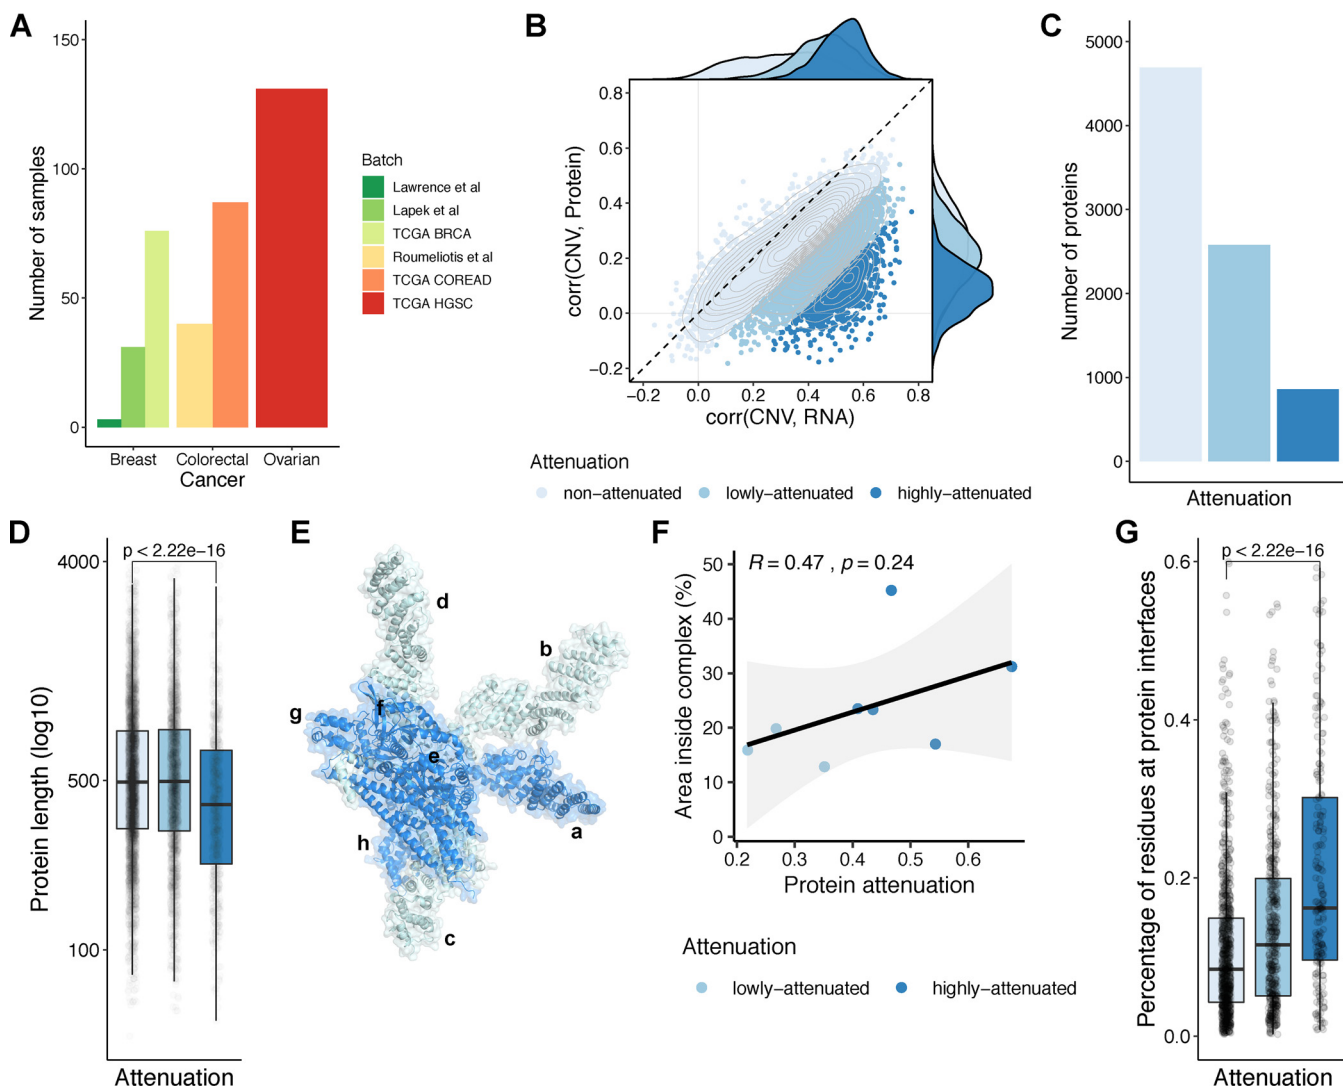 A
150
100
50
0
Number of samples
Breast
Colorectal
Ovarian
Cancer
Batch
Lawrence et al
Lapek et al
TCGA BRCA
Roumeliotis et al
TCGA COREAD
TCGA HGSC
B
0.8
0.6
0.4
0.2
0.0
−0.2
corr(CNV, Protein)
−0.2
0.0
0.2
0.4
0.6
0.8
corr(CNV, RNA)
Attenuation
non−attenuated
lowly−attenuated
highly−attenuated
C
5000
4000
3000
2000
1000
0
Number of proteins
Attenuation
D
p < 2.22e−16
4000
500
100
Protein length (log10)
Attenuation
E
d
b
g
f
e
a
h
c
F
R = 0.47 , p = 0.24
50
40
30
20
10
0
Area inside complex (%)
0.2
0.3
0.4
0.5
0.6
Protein attenuation
Attenuation
lowly−attenuated
highly−attenuated
G
p < 2.22e−16
0.6
0.4
0.2
0.0
Percentage of residues at protein interfaces
Attenuation